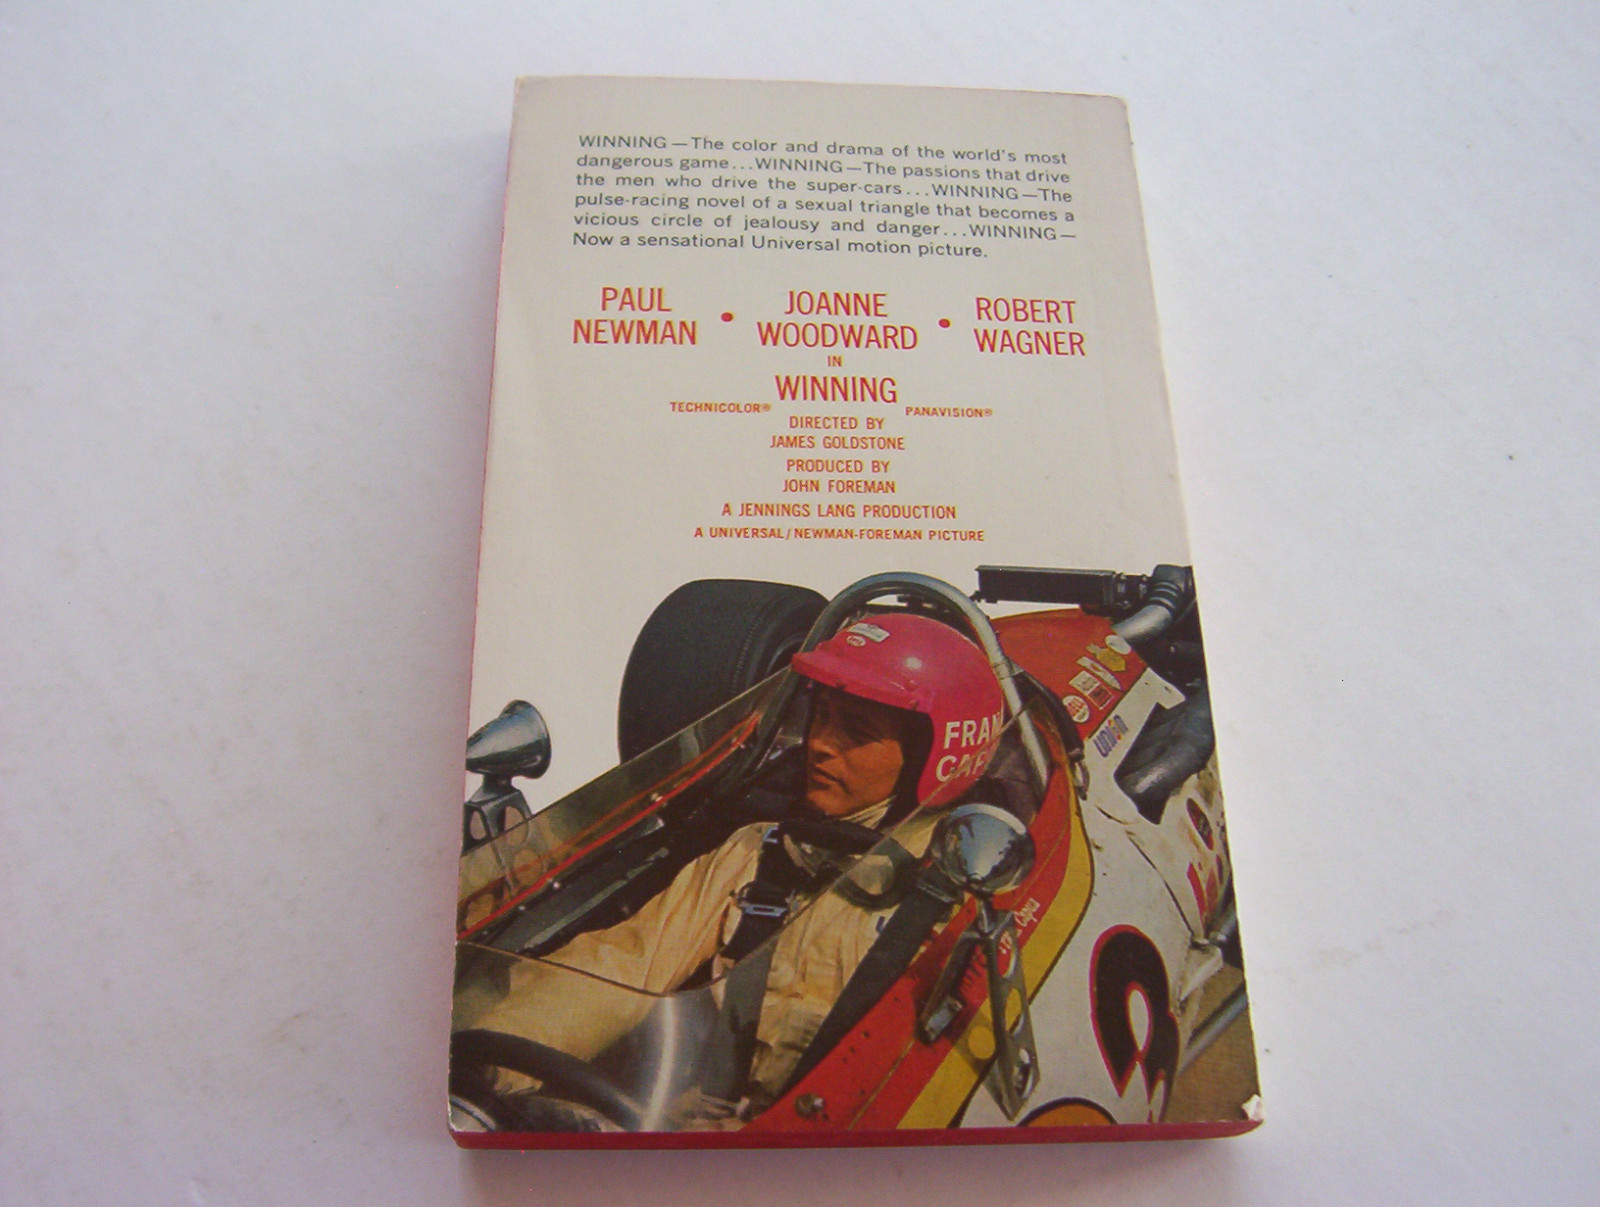 WINNING—The color and drama of the world's most
dangerous game...WINNING—The passions that drive
the men who drive the super-cars...WINNING—The
pulse-racing novel of a sexual triangle that becomes a
vicious circle of jealousy and danger...WINNING—
Now a sensational Universal motion picture.
PAUL NEWMAN • JOANNE WOODWARD • ROBERT WAGNER
IN
WINNING
TECHNICOLOR® PANAVISION®
DIRECTED BY
JAMES GOLDSTONE
PRODUCED BY
JOHN FOREMAN
A JENNINGS LANG PRODUCTION
A UNIVERSAL/NEWMAN-FOREMAN PICTURE
FRAN
CAP
union
Capua